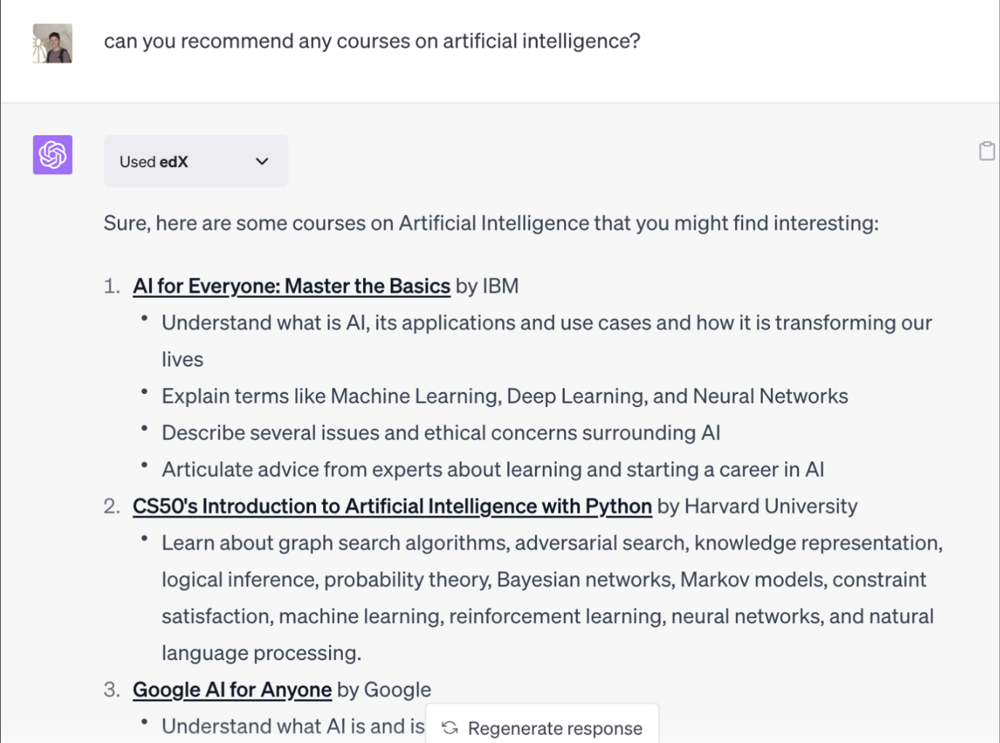 can you recommend any courses on artificial intelligence?
Used edX
Sure, here are some courses on Artificial Intelligence that you might find interesting:
1. AI for Everyone: Master the Basics by IBM
• Understand what is AI, its applications and use cases and how it is transforming our
lives
• Explain terms like Machine Learning, Deep Learning, and Neural Networks
• Describe several issues and ethical concerns surrounding AI
• Articulate advice from experts about learning and starting a career in AI
2. CS50's Introduction to Artificial Intelligence with Python by Harvard University
• Learn about graph search algorithms, adversarial search, knowledge representation,
logical inference, probability theory, Bayesian networks, Markov models, constraint
satisfaction, machine learning, reinforcement learning, neural networks, and natural
language processing.
3. Google AI for Anyone by Google
• Understand what AI is and is
Regenerate response